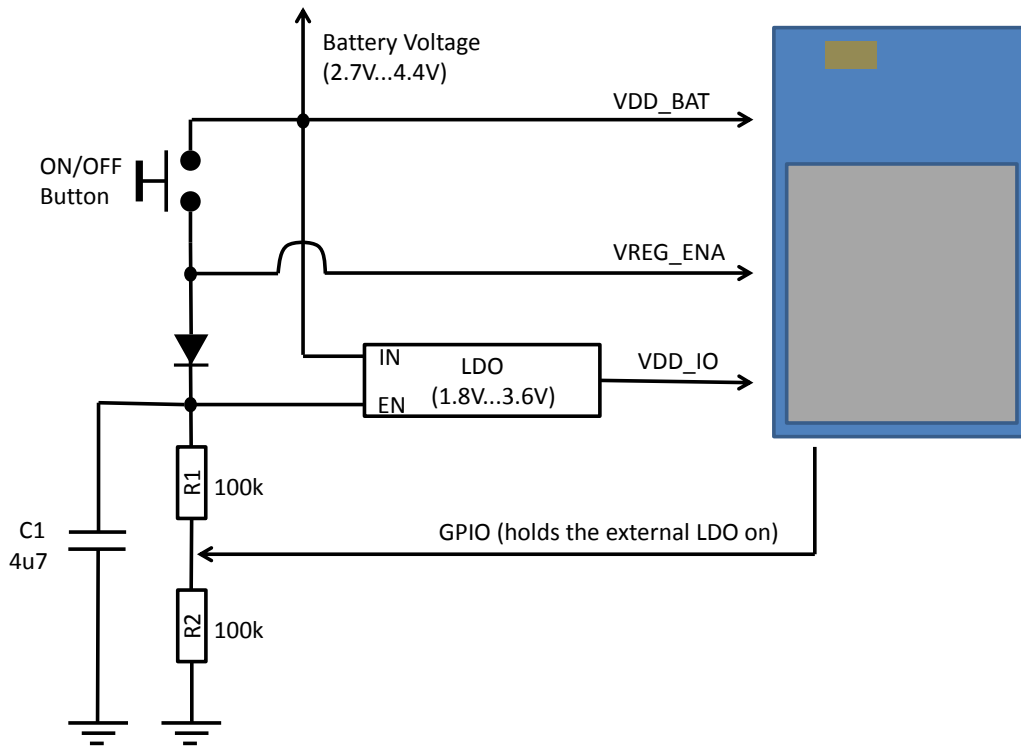 Battery Voltage
(2.7V...4.4V)
VDD_BAT
ON/OFF
Button
VREG_ENA
IN
LDO
(1.8V...3.6V)
EN
VDD_IO
R1
100k
GPIO (holds the external LDO on)
C1
4u7
R2
100k